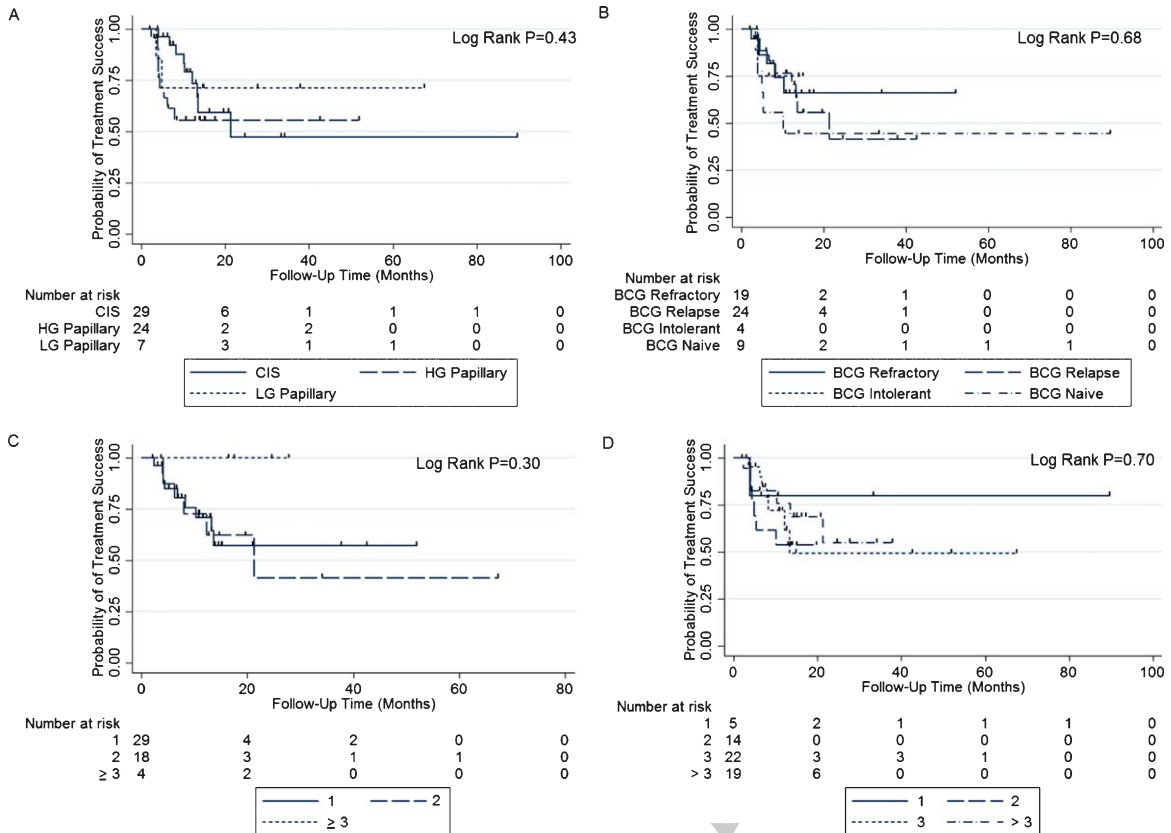 A
Log Rank P=0.43
Probability of Treatment Success
1.00
0.75
0.50
0.25
0.00
0 20 40 60 80 100
Follow-Up Time (Months)
Number at risk
CIS 29 6 1 1 1 0
HG Papillary 24 2 2 0 0 0
LG Papillary 7 3 1 1 0 0
CIS HG Papillary
LG Papillary
B
Log Rank P=0.68
Probability of Treatment Success
1.00
0.75
0.50
0.25
0.00
0 20 40 60 80 100
Follow-Up Time (Months)
Number at risk
BCG Refractory 19 2 1 0 0 0
BCG Relapse 24 4 1 0 0 0
BCG Intolerant 4 0 0 0 0 0
BCG Naive 9 2 1 1 1 0
BCG Refractory BCG Relapse
BCG Intolerant BCG Naive
C
Log Rank P=0.30
Probability of Treatment Success
1.00
0.75
0.50
0.25
0.00
0 20 40 60 80
Follow-Up Time (Months)
Number at risk
1 29 4 2 0 0
2 18 3 1 1 0
≥ 3 4 2 0 0 0
1 2
≥ 3
D
Log Rank P=0.70
Probability of Treatment Success
1.00
0.75
0.50
0.25
0.00
0 20 40 60 80 100
Follow-Up Time (Months)
Number at risk
1 5 2 1 1 1 0
2 14 0 0 0 0 0
3 22 3 3 1 0 0
> 3 19 6 0 0 0 0
1 2
3 > 3